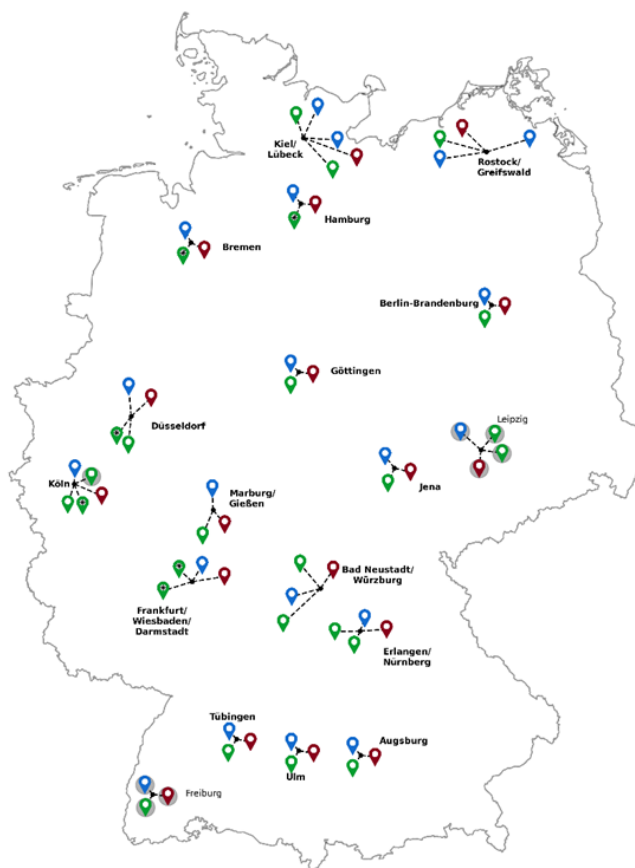 Kiel/
Lübeck
Rostock/
Greifswald
Hamburg
Bremen
Berlin-Brandenburg
Göttingen
Düsseldorf
Leipzig
Köln
Marburg/
Gießen
Jena
Bad Neustadt/
Würzburg
Frankfurt/
Wiesbaden/
Darmstadt
Erlangen/
Nürnberg
Tübingen
Augsburg
Ulm
Freiburg